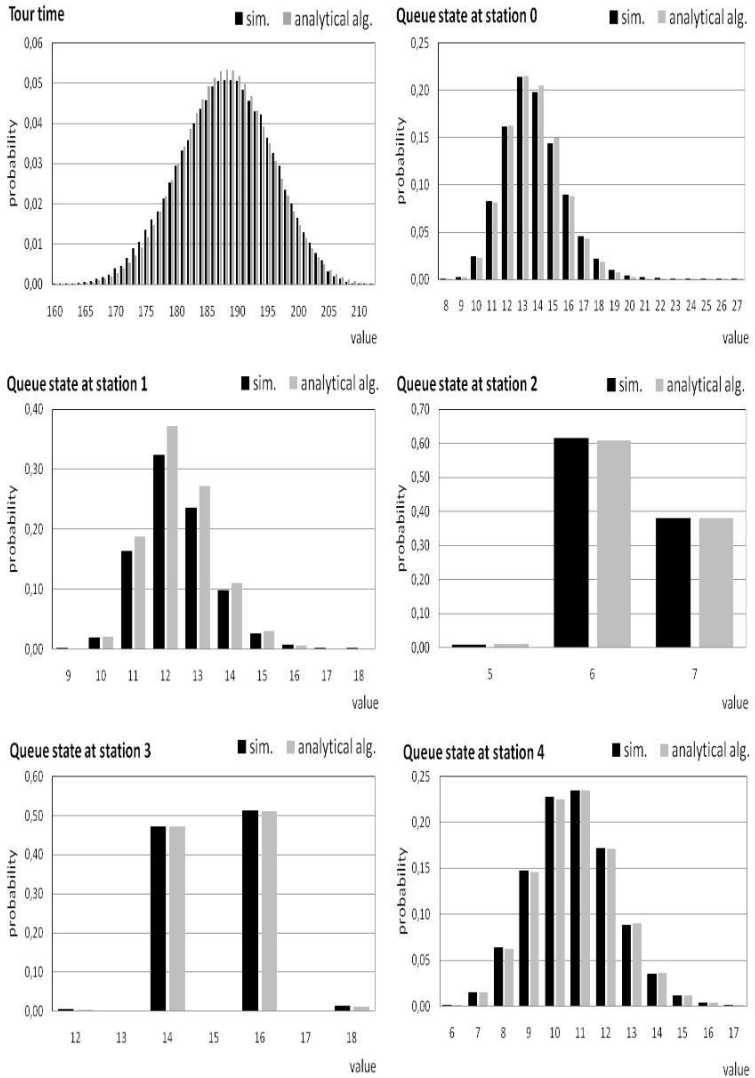 Tour time
sim. analytical alg.
0,06
0,05
0,04
0,03
0,02
0,01
0,00
probability
160 165 170 175 180 185 190 195 200 205 210
value
Queue state at station 0
sim. analytical alg.
0,25
0,20
0,15
0,10
0,05
0,00
probability
8 9 10 11 12 13 14 15 16 17 18 19 20 21 22 23 24 25 26 27
value
Queue state at station 1
sim. analytical alg.
0,40
0,30
0,20
0,10
0,00
probability
9 10 11 12 13 14 15 16 17 18
value
Queue state at station 2
sim. analytical alg.
0,70
0,60
0,50
0,40
0,30
0,20
0,10
0,00
probability
5 6 7
value
Queue state at station 3
sim. analytical alg.
0,60
0,50
0,40
0,30
0,20
0,10
0,00
probability
12 13 14 15 16 17 18
value
Queue state at station 4
sim. analytical alg.
0,25
0,20
0,15
0,10
0,05
0,00
probability
6 7 8 9 10 11 12 13 14 15 16 17
value